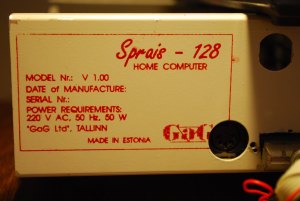 Sprais - 128
HOME COMPUTER
MODEL Nr.: V 1.00
DATE of MANUFACTURE:
SERIAL Nr.:
POWER REQUIREMENTS:
220 V AC, 50 Hz, 50 W
"GaG Ltd", TALLINN
MADE IN ESTONIA
GaG